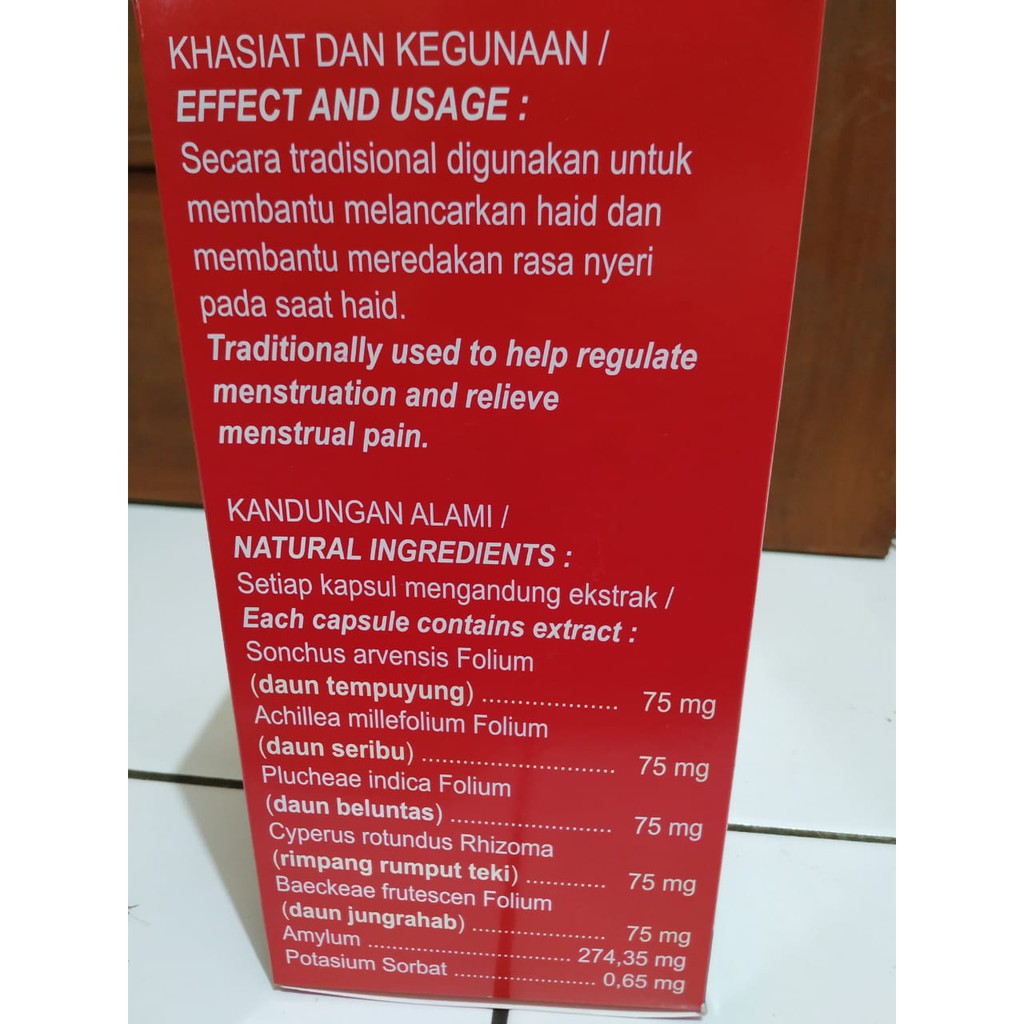 KHASIAT DAN KEGUNAAN /
EFFECT AND USAGE :
Secara tradisional digunakan untuk
membantu melancarkan haid dan
membantu meredakan rasa nyeri
pada saat haid.
Traditionally used to help regulate
menstruation and relieve
menstrual pain.
KANDUNGAN ALAMI /
NATURAL INGREDIENTS :
Setiap kapsul mengandung ekstrak /
Each capsule contains extract :
Sonchus arvensis Folium
(daun tempuyung) .................... 75 mg
Achillea millefolium Folium
(daun seribu) ............................ 75 mg
Plucheae indica Folium
(daun beluntas) ....................... 75 mg
Cyperus rotundus Rhizoma
(rimpang rumput teki) ............ 75 mg
Baeckeae frutescen Folium
(daun jungrahab) .................... 75 mg
Amylum .............................. 274,35 mg
Potasium Sorbat ..................... 0,65 mg